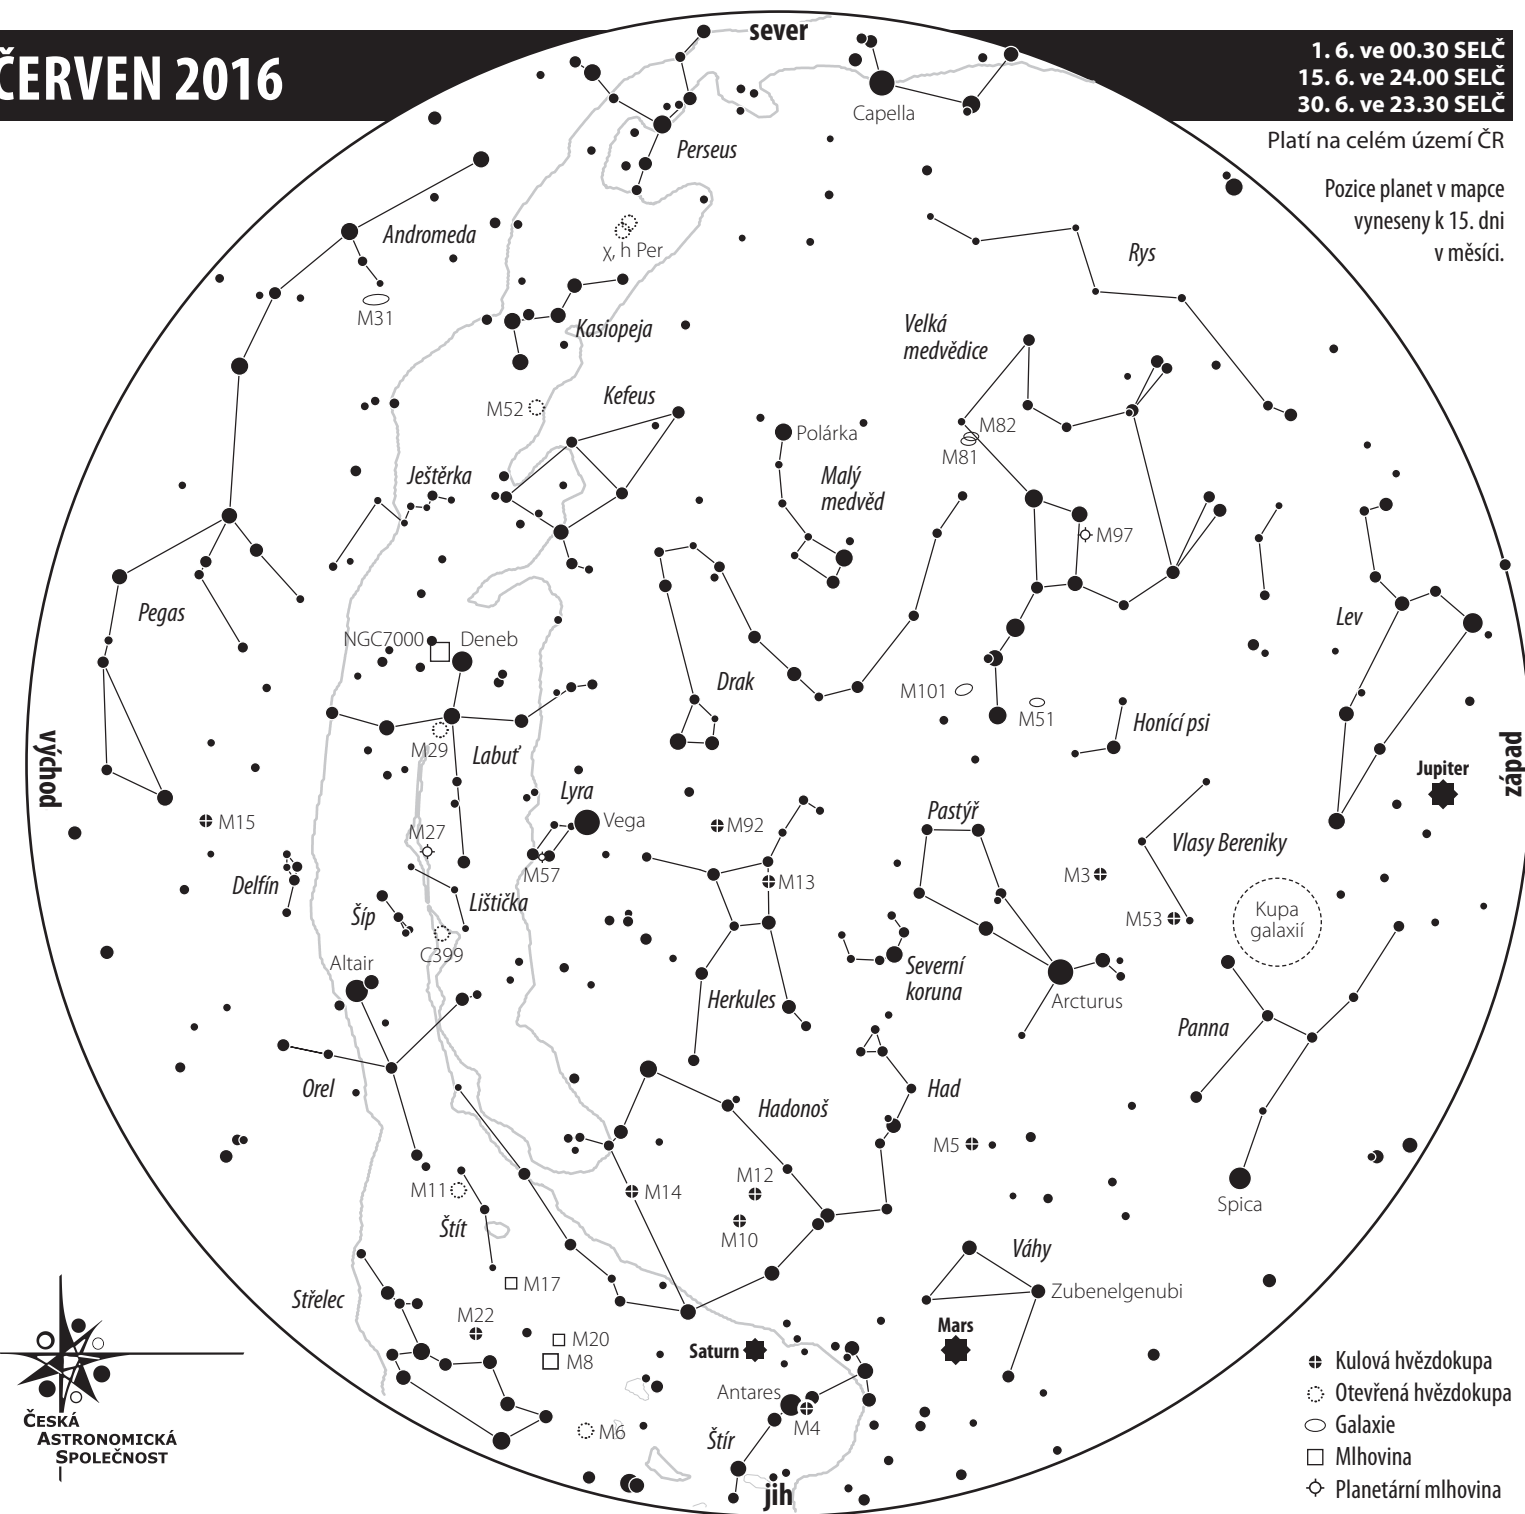 sever
ČERVEN 2016
1. 6. ve 00.30 SELČ
15. 6. ve 24.00 SELČ
30. 6. ve 23.30 SELČ
Platí na celém území ČR
Pozice planet v mapce
vyneseny k 15. dni
v měsíci.
Capella
Perseus
Andromeda
χ, h Per
Rys
M31
Kasiopeja
Velká
medvědice
Kefeus
M52
Polárka
M82
M81
Ještěrka
Malý
medvěd
M97
Pegas
Lev
NGC7000
Deneb
Drak
M101
M51
Honící psi
M29
Labuť
východ
západ
Jupiter
Lyra
Vega
M15
M92
Pastýř
M27
Vlasy Bereniky
M57
M13
M3
Delfín
Lištička
Šíp
M53
Kupa
galaxií
C399
Altair
Severní
koruna
Herkules
Arcturus
Panna
Orel
Had
Hadonoš
M5
M12
M11
M14
Spica
Štít
M10
Váhy
M17
Zubenelgenubi
Střelec
M22
Mars
M20
Saturn
M8
Antares
M4
M6
Štír
jih
Kulová hvězdokupa
Otevřená hvězdokupa
Galaxie
Mlhovina
Planetární mlhovina
ČESKÁ
ASTRONOMICKÁ
SPOLEČNOST